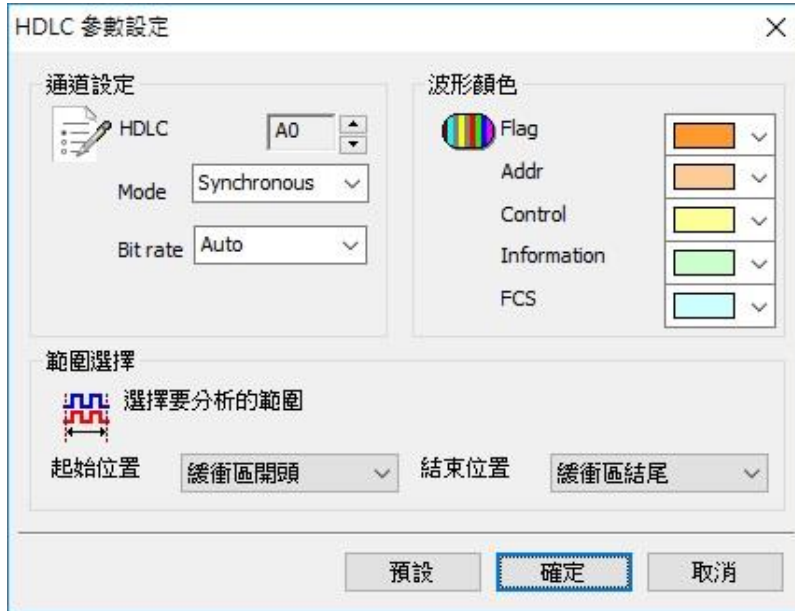 HDLC 參數設定
通道設定
HDLC
A0
Mode
Synchronous
Bit rate
Auto
波形顏色
Flag
Addr
Control
Information
FCS
範圍選擇
選擇要分析的範圍
起始位置
緩衝區開頭
結束位置
緩衝區結尾
預設
確定
取消